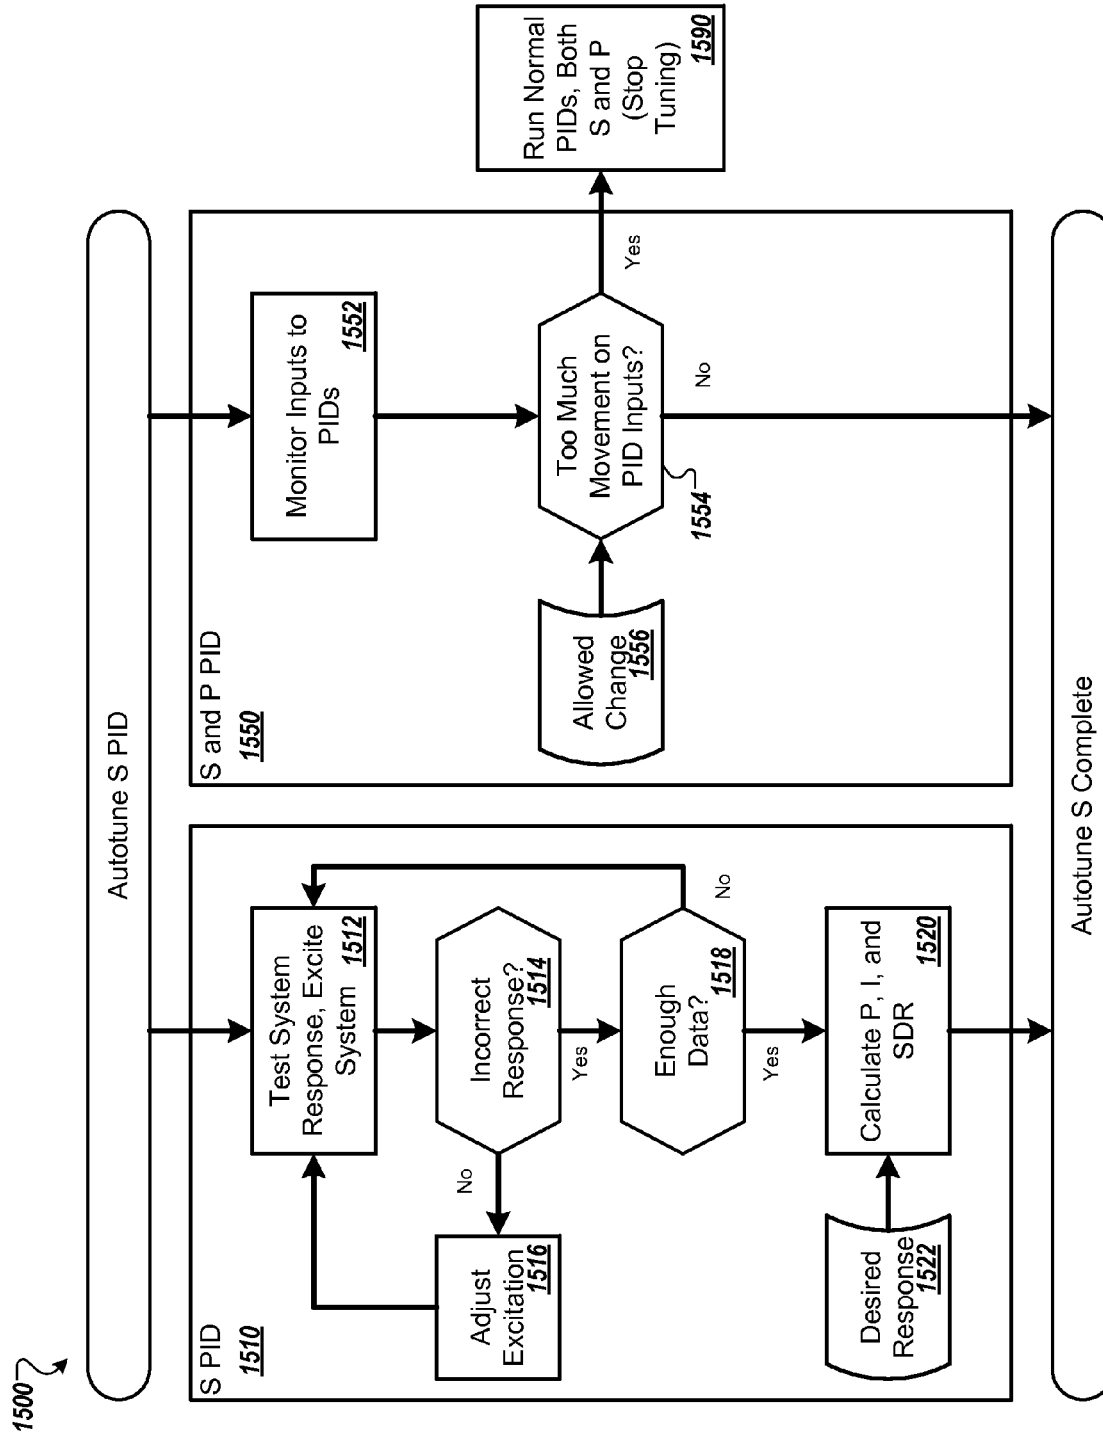 1500
Autotune S PID
S PID
1510
Test System
Response, Excite
System 1512
Incorrect
Response?
1514
No
Yes
Adjust
Excitation
1516
Enough
Data?
1518
No
Yes
Desired
Response
1522
Calculate P, I, and
SDR 1520
S and P PID
1550
Monitor Inputs to
PIDs 1552
Allowed
Change
1556
Too Much
Movement on
PID Inputs?
1554
Yes
No
Run Normal
PIDs, Both
S and P
(Stop
Tuning)
1590
Autotune S Complete